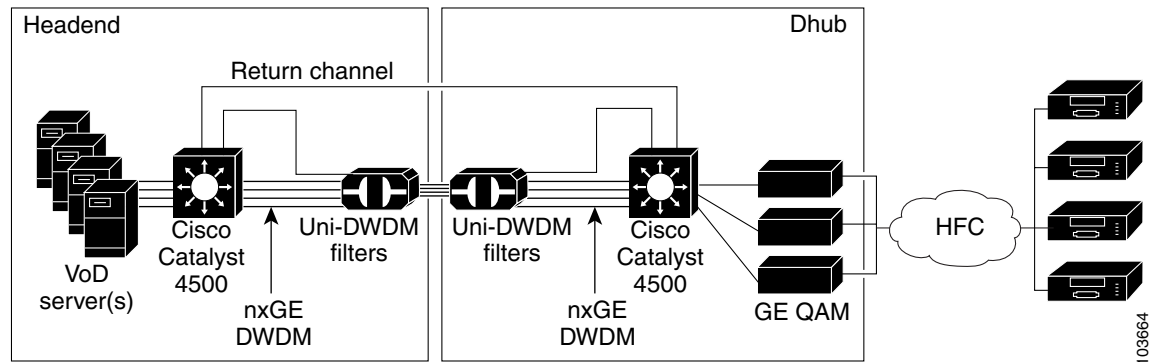 Headend
Dhub
Return channel
VoD
server(s)
Cisco
Catalyst
4500
nxGE
DWDM
Uni-DWDM
filters
Uni-DWDM
filters
nxGE
DWDM
Cisco
Catalyst
4500
GE QAM
HFC
103664